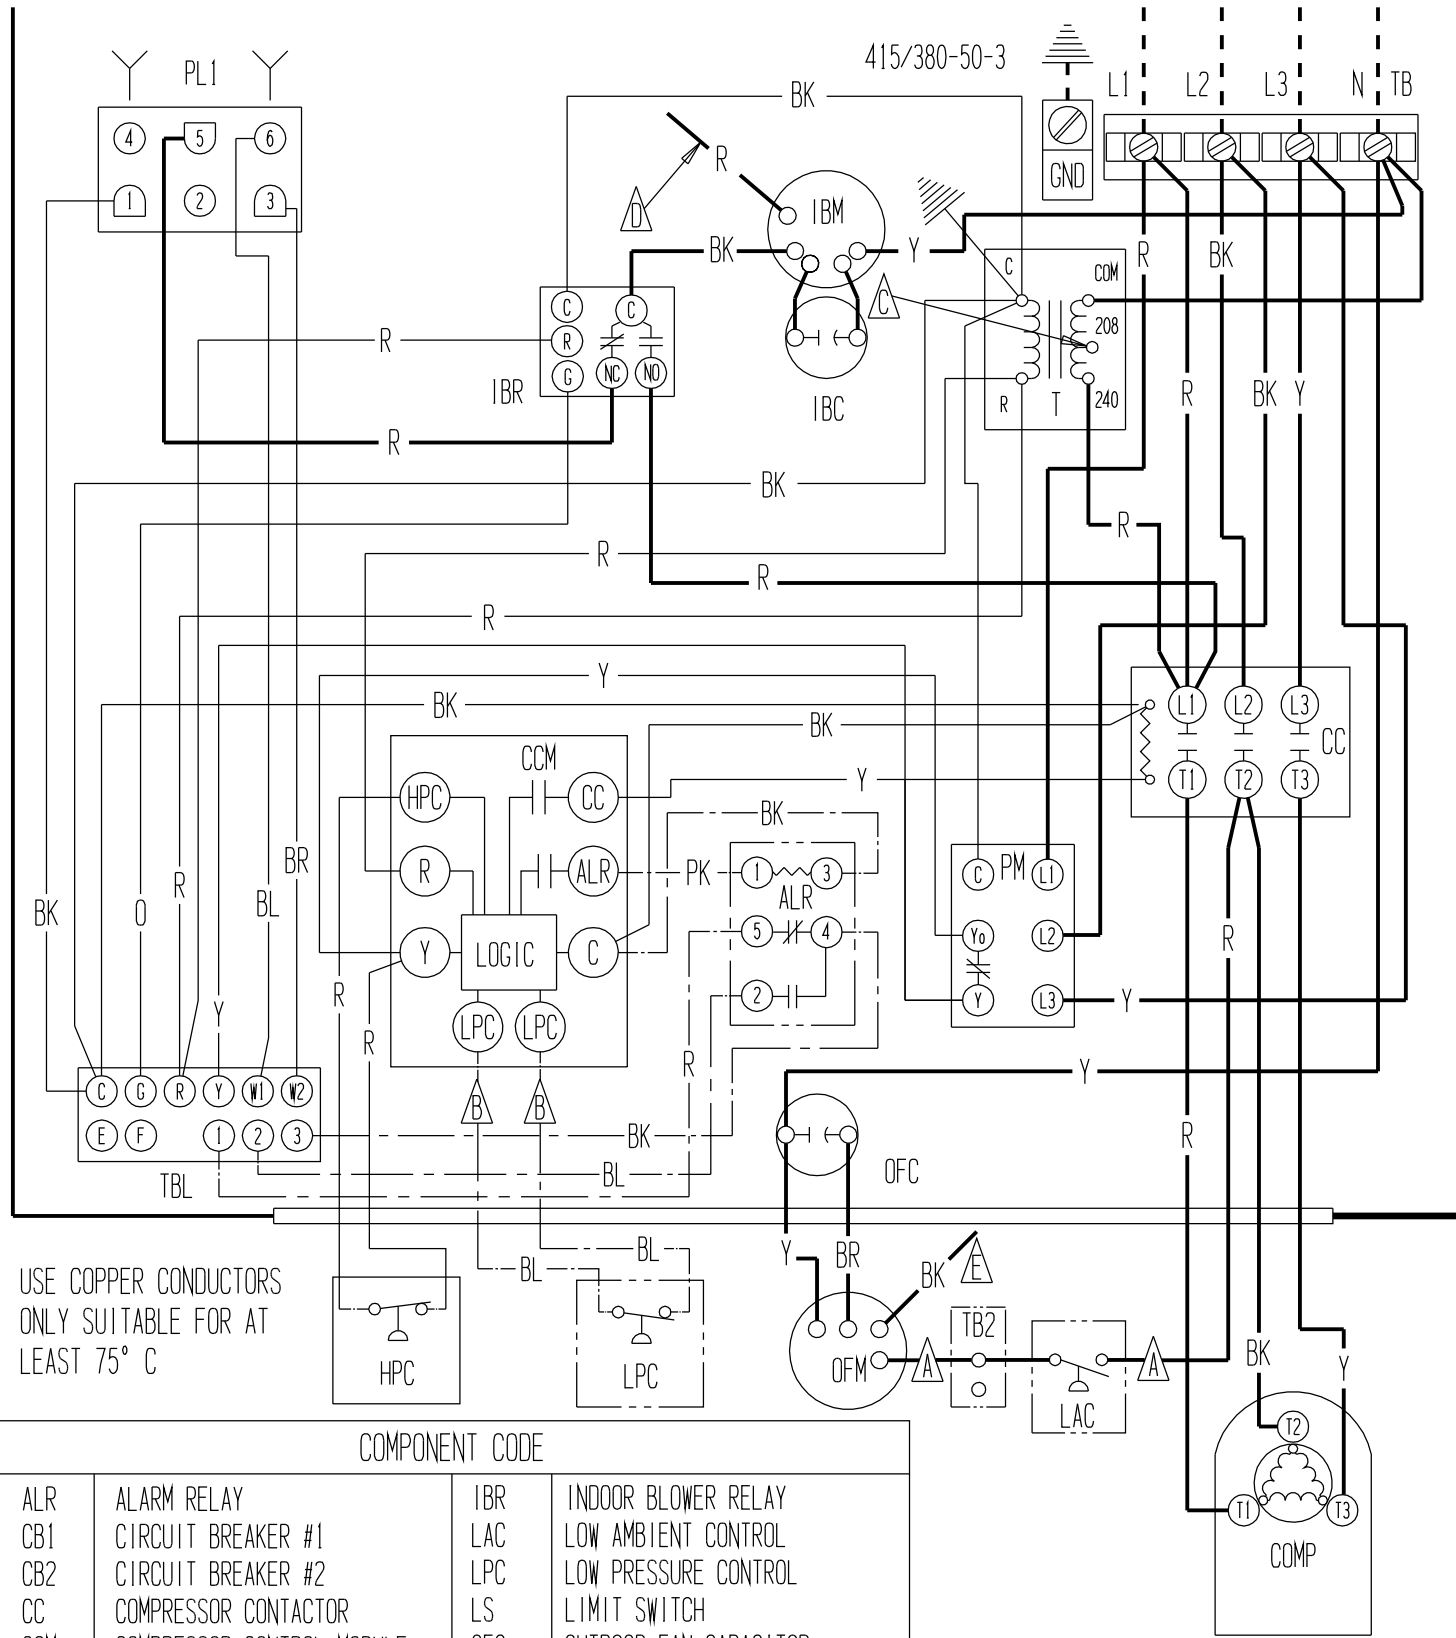 415/380-50-3
L1 L2 L3 N TB
PL1
4 5 6
1 2 3
GND
BK
R
D
IBM
BK
Y
R
BK
C COM
C
208
R T 240
C
R
G
C
NC NO
IBR
IBC
R
R
R BK Y
BK
R
R
R
R
Y
BK
BK
L1 L2 L3
CC
T1 T2 T3
CCM
HPC CC
Y
BK
R ALR
PK
1 3
ALR
5 4
2
C PM L1
Yo L2
Y L3
Y LOGIC C
LPC LPC
BK O R Y BL BR
R
R
R
R
Y
Y
C G R Y W1 W2
E F 1 2 3
TBL
B B
BK
BL
OFC
R
BL
BL
Y BR BK E
USE COPPER CONDUCTORS
ONLY SUITABLE FOR AT
LEAST 75° C
HPC
LPC
OFM
A
TB2
LAC
A
BK Y
T2
T1 T3
COMP
COMPONENT CODE
ALR ALARM RELAY IBR INDOOR BLOWER RELAY
CB1 CIRCUIT BREAKER #1 LAC LOW AMBIENT CONTROL
CB2 CIRCUIT BREAKER #2 LPC LOW PRESSURE CONTROL
CC COMPRESSOR CONTACTOR LS LIMIT SWITCH